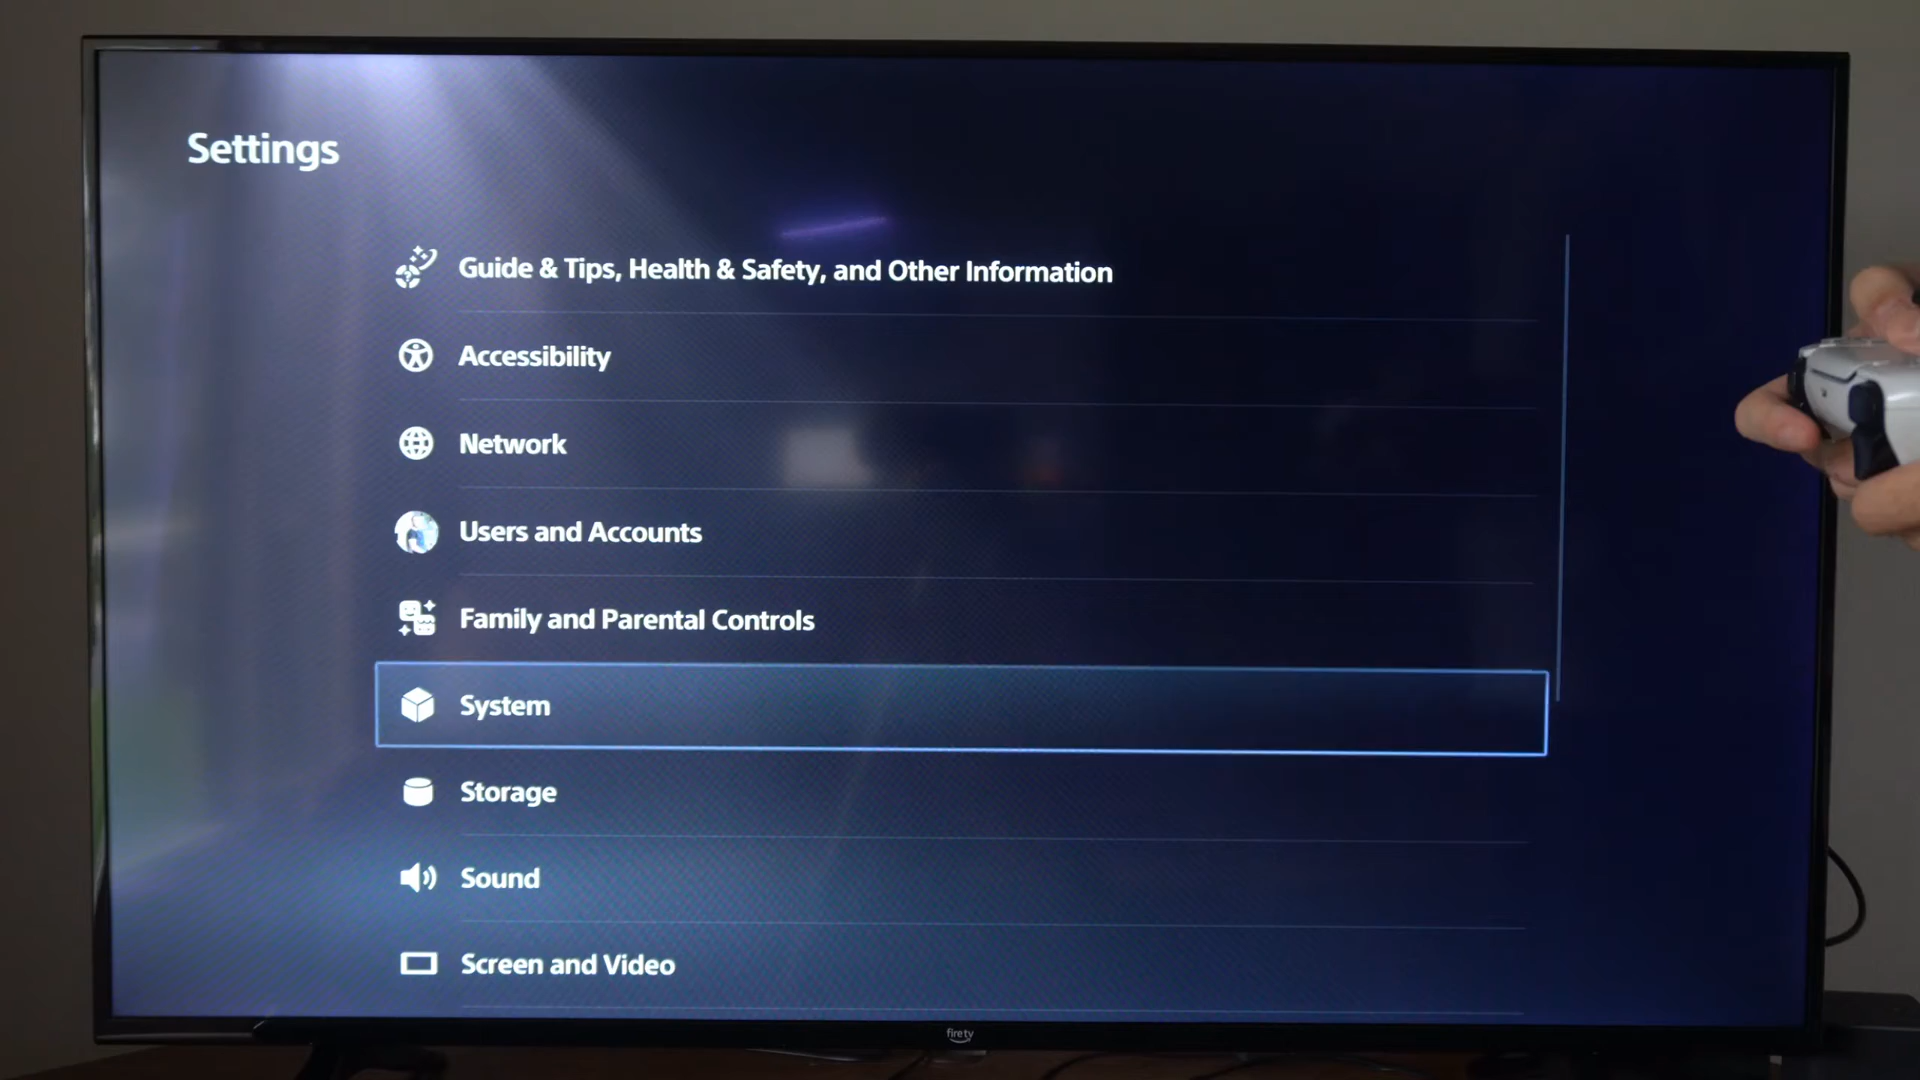 Settings
Guide & Tips, Health & Safety, and Other Information
Accessibility
Network
Users and Accounts
Family and Parental Controls
System
Storage
Sound
Screen and Video
firetv